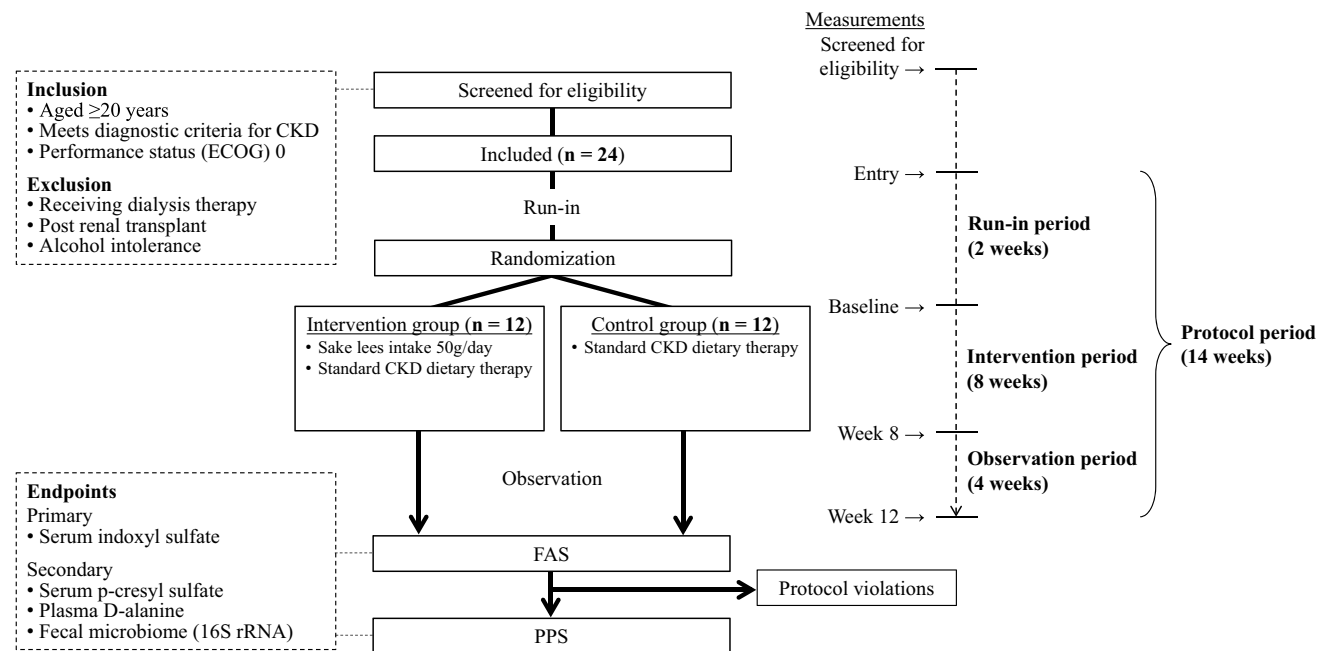 Inclusion
• Aged ≥20 years
• Meets diagnostic criteria for CKD
• Performance status (ECOG) 0
Exclusion
• Receiving dialysis therapy
• Post renal transplant
• Alcohol intolerance
Screened for eligibility
Included (n = 24)
Run-in
Randomization
Intervention group (n = 12)
• Sake lees intake 50g/day
• Standard CKD dietary therapy
Control group (n = 12)
• Standard CKD dietary therapy
Observation
Endpoints
Primary
• Serum indoxyl sulfate
Secondary
• Serum p-cresyl sulfate
• Plasma D-alanine
• Fecal microbiome (16S rRNA)
FAS
Protocol violations
PPS
Measurements
Screened for
eligibility →
Entry →
Run-in period
(2 weeks)
Baseline →
Intervention period
(8 weeks)
Week 8 →
Observation period
(4 weeks)
Week 12 →
Protocol period
(14 weeks)